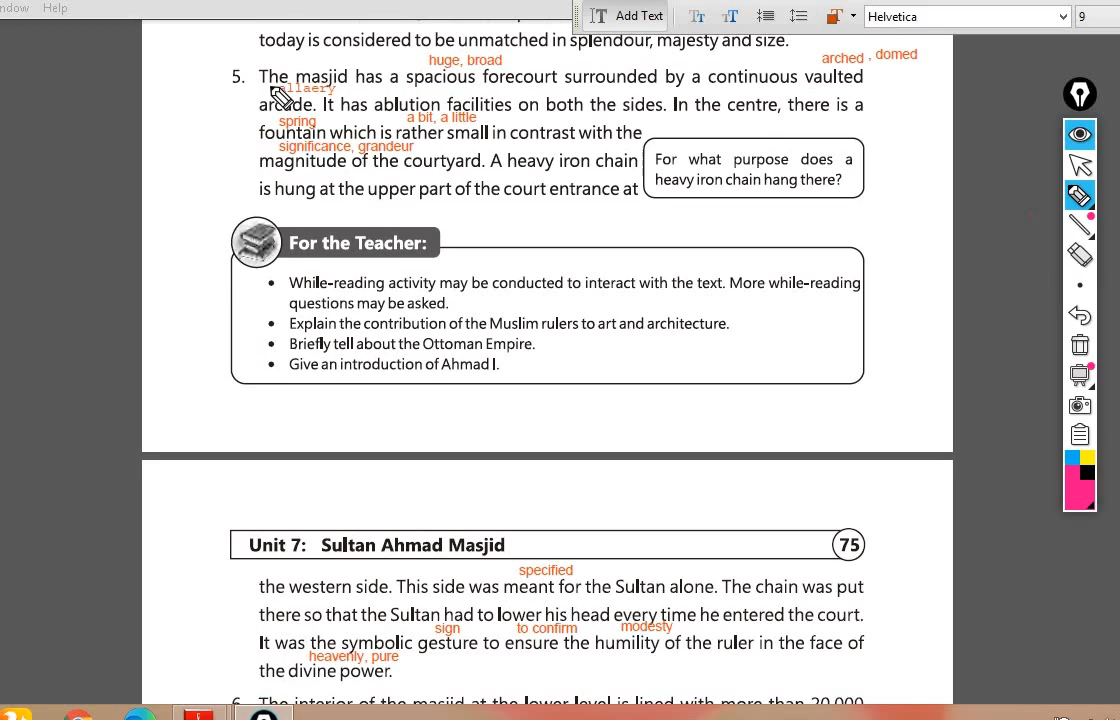 ndow Help
Add Text
Helvetica
9
today is considered to be unmatched in splendour, majesty and size.
huge, broad
arched , domed
5. The masjid has a spacious forecourt surrounded by a continuous vaulted
arcade. It has ablution facilities on both the sides. In the centre, there is a
spring
a bit, a little
fountain which is rather small in contrast with the
significance, grandeur
magnitude of the courtyard. A heavy iron chain
is hung at the upper part of the court entrance at
For what purpose does a
heavy iron chain hang there?
For the Teacher:
• While-reading activity may be conducted to interact with the text. More while-reading
questions may be asked.
• Explain the contribution of the Muslim rulers to art and architecture.
• Briefly tell about the Ottoman Empire.
• Give an introduction of Ahmad I.
Unit 7: Sultan Ahmad Masjid
75
specified
the western side. This side was meant for the Sultan alone. The chain was put
there so that the Sultan had to lower his head every time he entered the court.
sign
to confirm
modesty
It was the symbolic gesture to ensure the humility of the ruler in the face of
heavenly, pure
the divine power.
6. The interior of the masjid at the lower level is lined with more than 20,000